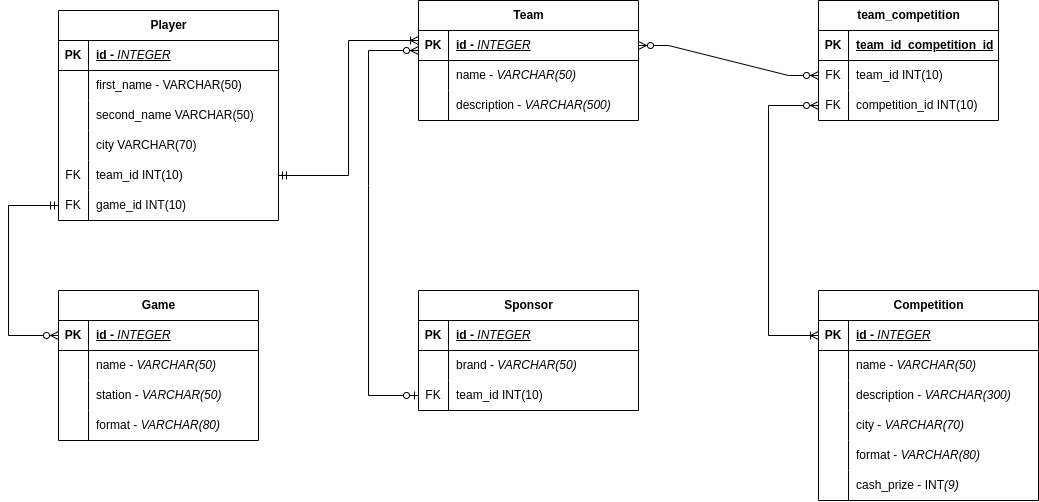 Player
PK id - INTEGER
first_name - VARCHAR(50)
second_name VARCHAR(50)
city VARCHAR(70)
FK team_id INT(10)
FK game_id INT(10)
Team
PK id - INTEGER
name - VARCHAR(50)
description - VARCHAR(500)
team_competition
PK team_id_competition_id
FK team_id INT(10)
FK competition_id INT(10)
Game
PK id - INTEGER
name - VARCHAR(50)
station - VARCHAR(50)
format - VARCHAR(80)
Sponsor
PK id - INTEGER
brand - VARCHAR(50)
FK team_id INT(10)
Competition
PK id - INTEGER
name - VARCHAR(50)
description - VARCHAR(300)
city - VARCHAR(70)
format - VARCHAR(80)
cash_prize - INT(9)